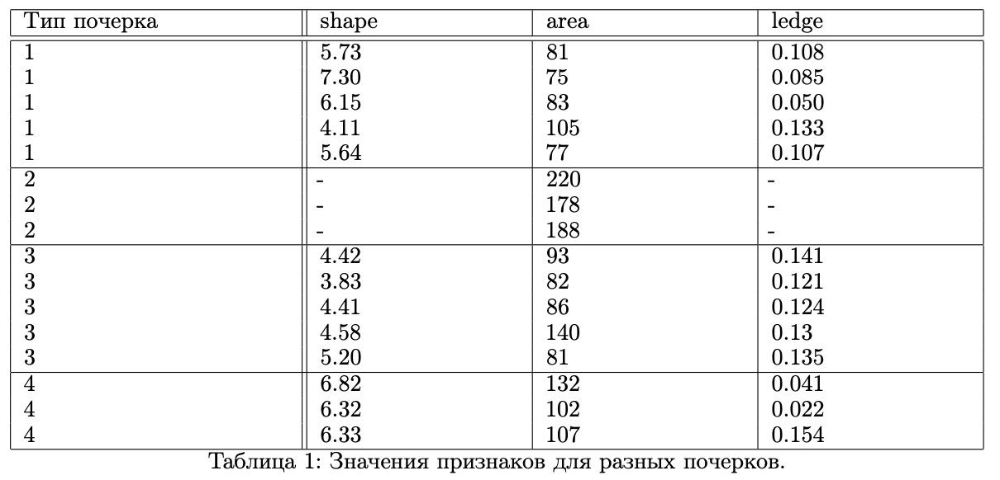 Тип почерка shape area ledge
1 5.73 81 0.108
1 7.30 75 0.085
1 6.15 83 0.050
1 4.11 105 0.133
1 5.64 77 0.107
2 - 220 -
2 - 178 -
2 - 188 -
3 4.42 93 0.141
3 3.83 82 0.121
3 4.41 86 0.124
3 4.58 140 0.13
3 5.20 81 0.135
4 6.82 132 0.041
4 6.32 102 0.022
4 6.33 107 0.154
Таблица 1: Значения признаков для разных почерков.